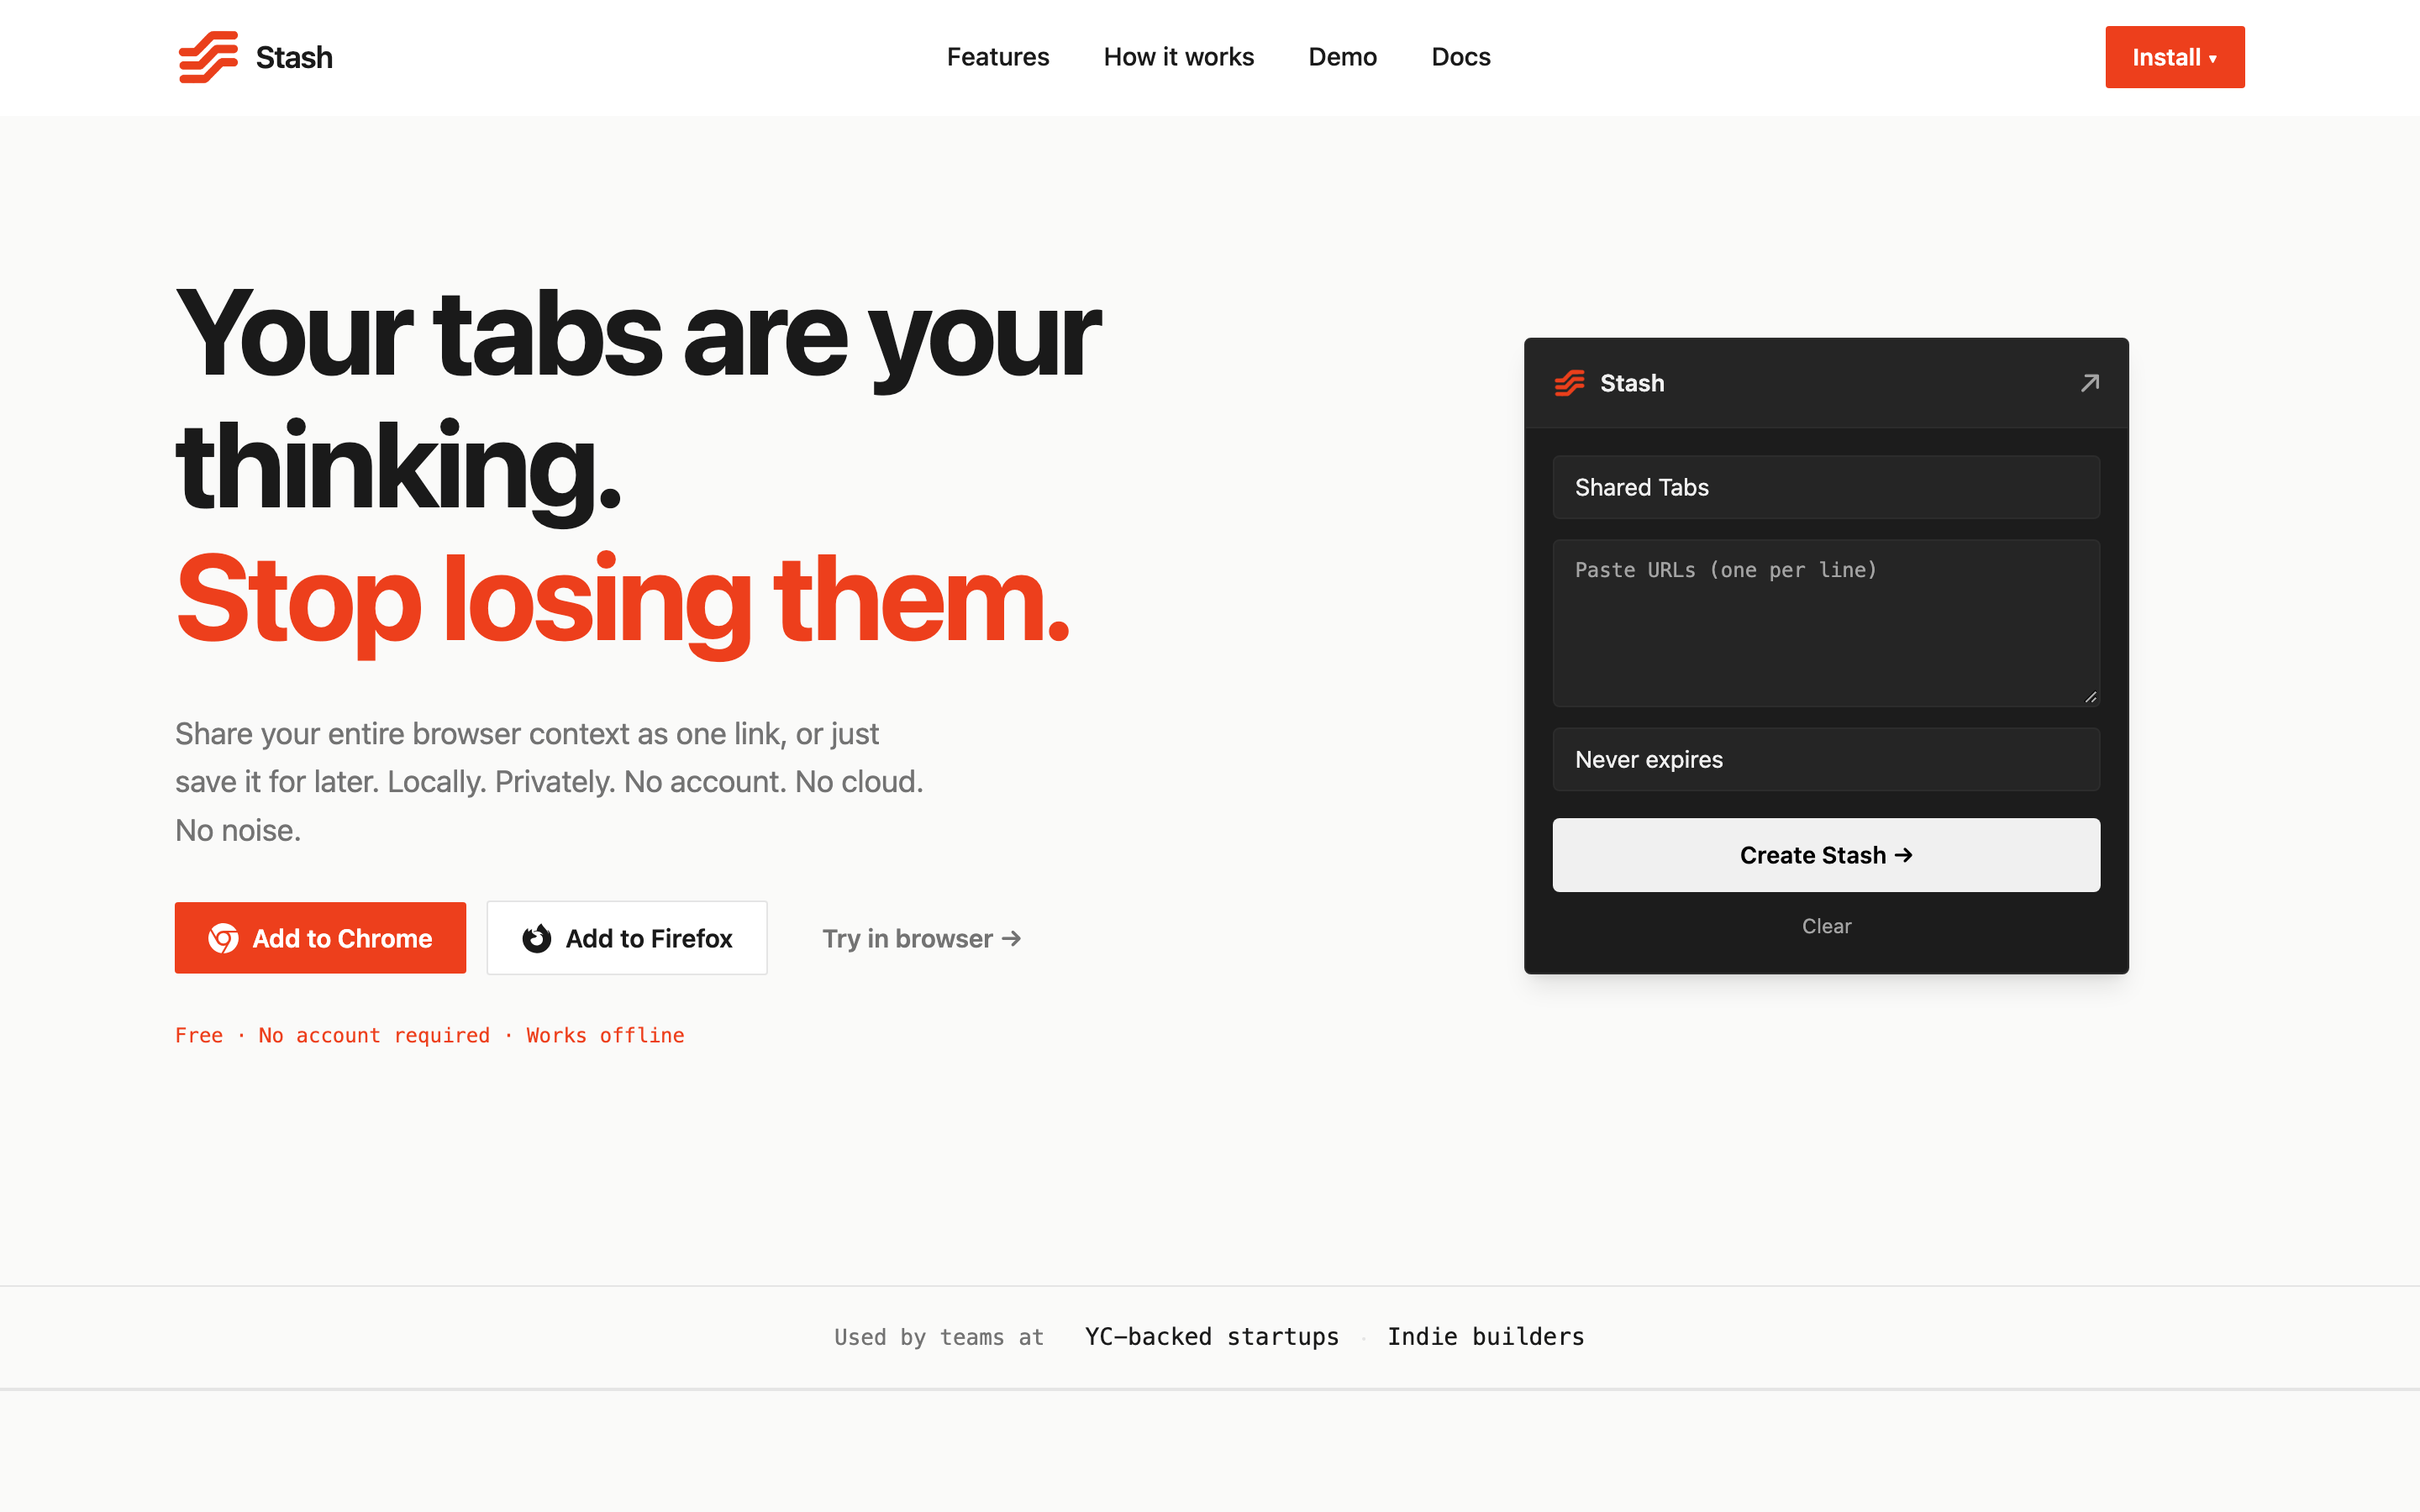 Stash
Features
How it works
Demo
Docs
Install ▾
Your tabs are your
thinking.
Stop losing them.
Share your entire browser context as one link, or just
save it for later. Locally. Privately. No account. No cloud.
No noise.
Add to Chrome
Add to Firefox
Try in browser →
Free · No account required · Works offline
Stash
Shared Tabs
Paste URLs (one per line)
Never expires
Create Stash →
Clear
Used by teams at YC-backed startups · Indie builders